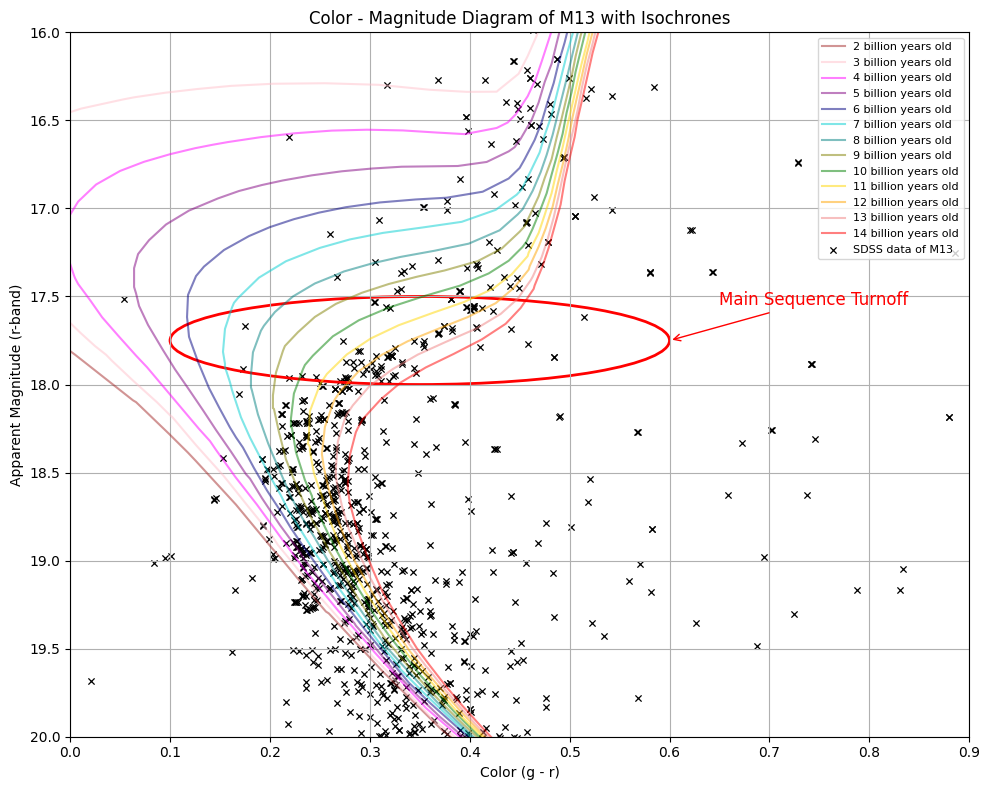 Color - Magnitude Diagram of M13 with Isochrones
16.0
16.5
17.0
17.5
18.0
18.5
19.0
19.5
20.0
Apparent Magnitude (r-band)
2 billion years old
3 billion years old
4 billion years old
5 billion years old
6 billion years old
7 billion years old
8 billion years old
9 billion years old
10 billion years old
11 billion years old
12 billion years old
13 billion years old
14 billion years old
SDSS data of M13
Main Sequence Turnoff
0.0 0.1 0.2 0.3 0.4 0.5 0.6 0.7 0.8 0.9
Color (g - r)